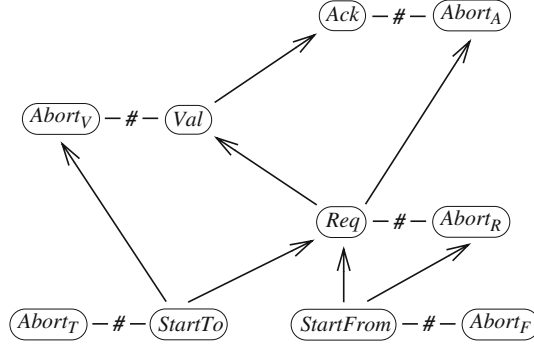 Ack – # – Abort_A
Abort_V – # – Val
Req – # – Abort_R
Abort_T – # – StartTo
StartFrom – # – Abort_F